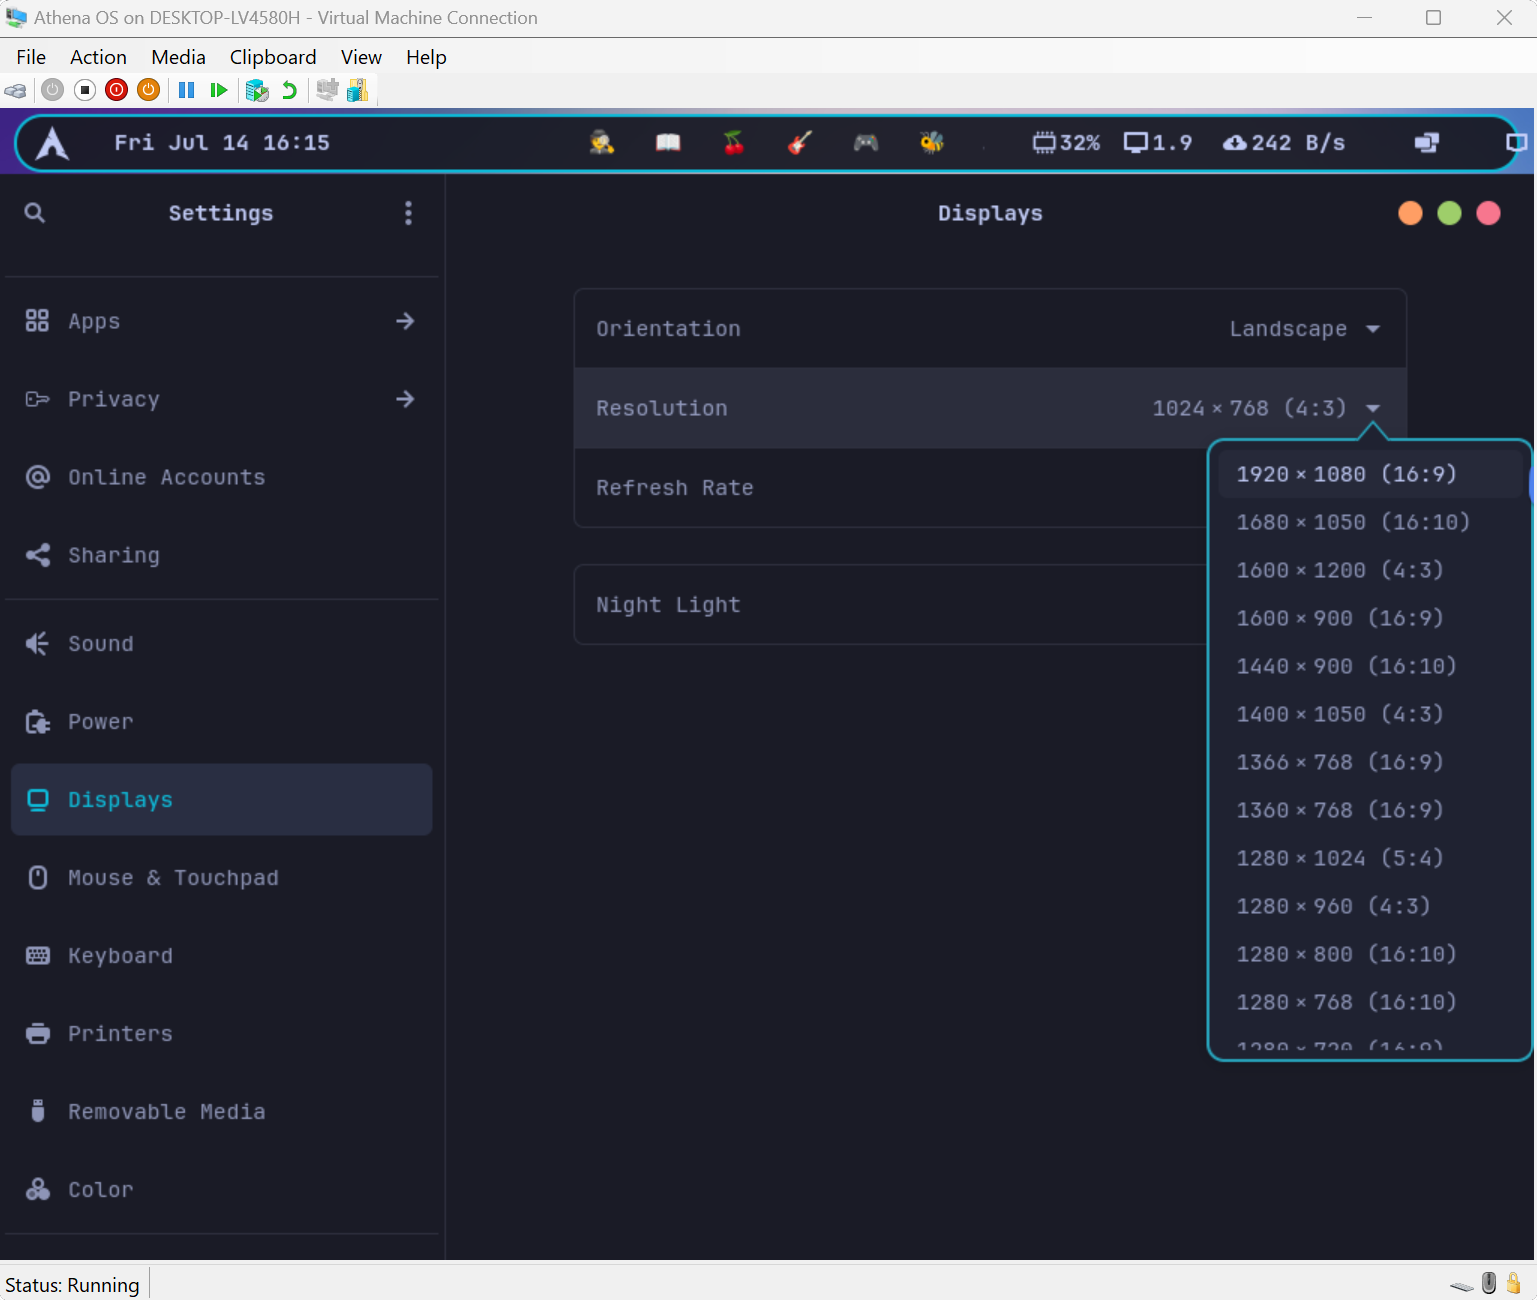 Athena OS on DESKTOP-LV4580H - Virtual Machine Connection
File Action Media Clipboard View Help
Fri Jul 14 16:15 32% 1.9 242 B/s
Settings
Displays
Apps
Privacy
Online Accounts
Sharing
Sound
Power
Displays
Mouse & Touchpad
Keyboard
Printers
Removable Media
Color
Orientation Landscape
Resolution 1024 × 768 (4:3)
Refresh Rate
Night Light
1920 × 1080 (16:9)
1680 × 1050 (16:10)
1600 × 1200 (4:3)
1600 × 900 (16:9)
1440 × 900 (16:10)
1400 × 1050 (4:3)
1366 × 768 (16:9)
1360 × 768 (16:9)
1280 × 1024 (5:4)
1280 × 960 (4:3)
1280 × 800 (16:10)
1280 × 768 (16:10)
1280 × 720 (16:9)
Status: Running